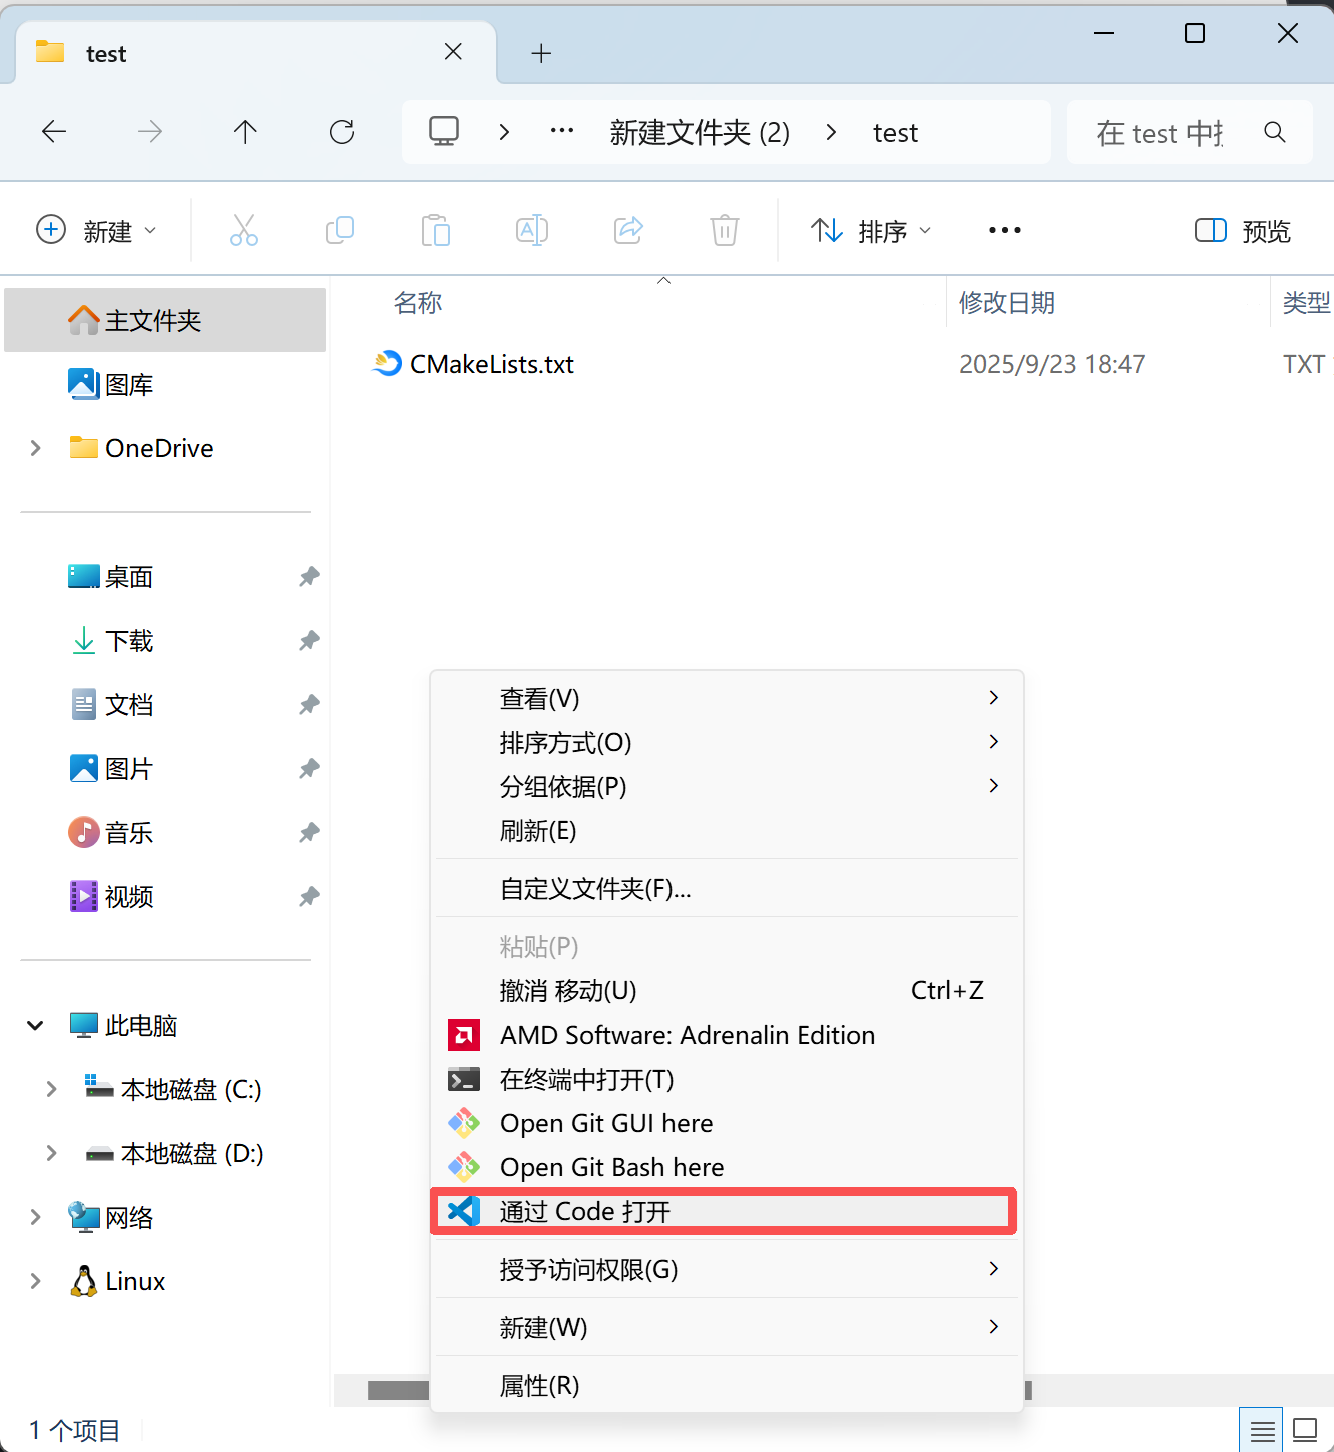 test
新建文件夹 (2)
test
在 test 中
新建
排序
预览
名称
修改日期
类型
CMakeLists.txt
2025/9/23 18:47
TXT
主文件夹
图库
OneDrive
桌面
下载
文档
图片
音乐
视频
此电脑
本地磁盘 (C:)
本地磁盘 (D:)
网络
Linux
查看(V)
排序方式(O)
分组依据(P)
刷新(E)
自定义文件夹(F)...
粘贴(P)
撤消 移动(U) Ctrl+Z
AMD Software: Adrenalin Edition
在终端中打开(T)
Open Git GUI here
Open Git Bash here
通过 Code 打开
授予访问权限(G)
新建(W)
属性(R)
1 个项目